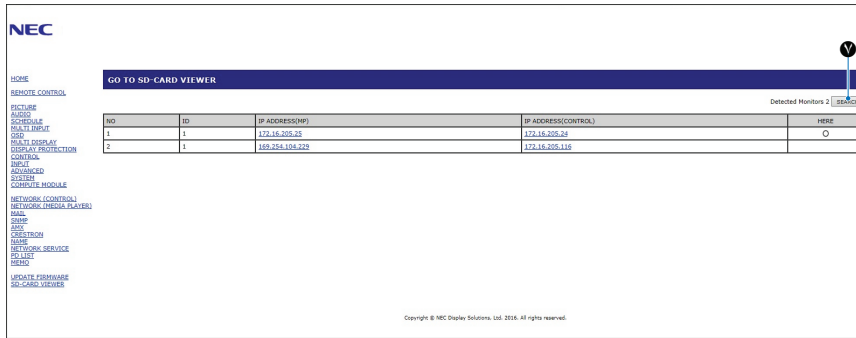 NEC
HOME
REMOTE CONTROL
PICTURE
AUDIO
SCHEDULE
MULTI INPUT
OSD
MULTI DISPLAY
DISPLAY PROTECTION
CONTROL
INPUT
ADVANCED
SYSTEM
COMPUTE MODULE
NETWORK (CONTROL)
NETWORK (MEDIA PLAYER)
MAIL
SNMP
AMX
CRESTRON
NAME
NETWORK SERVICE
PD LIST
MEMO
UPDATE FIRMWARE
SD-CARD VIEWER
GO TO SD-CARD VIEWER
Detected Monitors 2 SEARC
NO ID IP ADDRESS(MP) IP ADDRESS(CONTROL) HERE
1 1 172.16.205.25 172.16.205.24 O
2 1 169.254.104.229 172.16.205.116
Copyright © NEC Display Solutions, Ltd. 2016. All rights reserved.